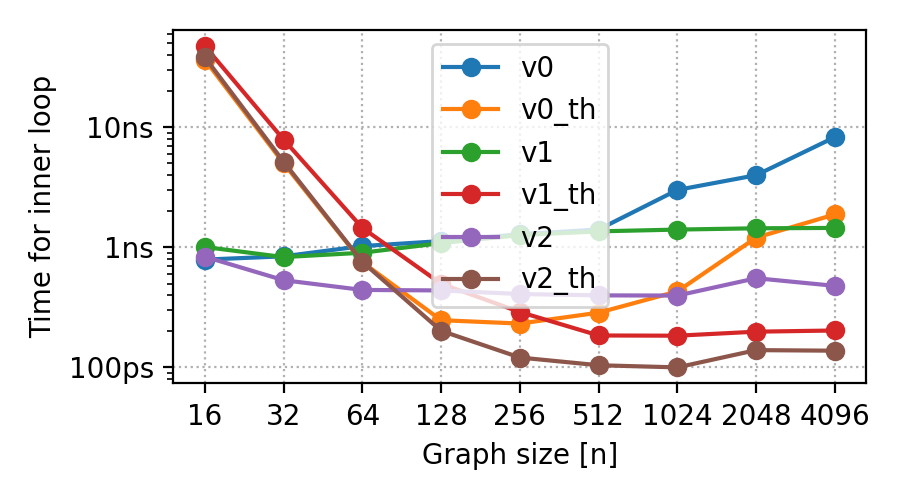 Time for inner loop
10ns
1ns
100ps
v0
v0_th
v1
v1_th
v2
v2_th
16 32 64 128 256 512 1024 2048 4096
Graph size [n]